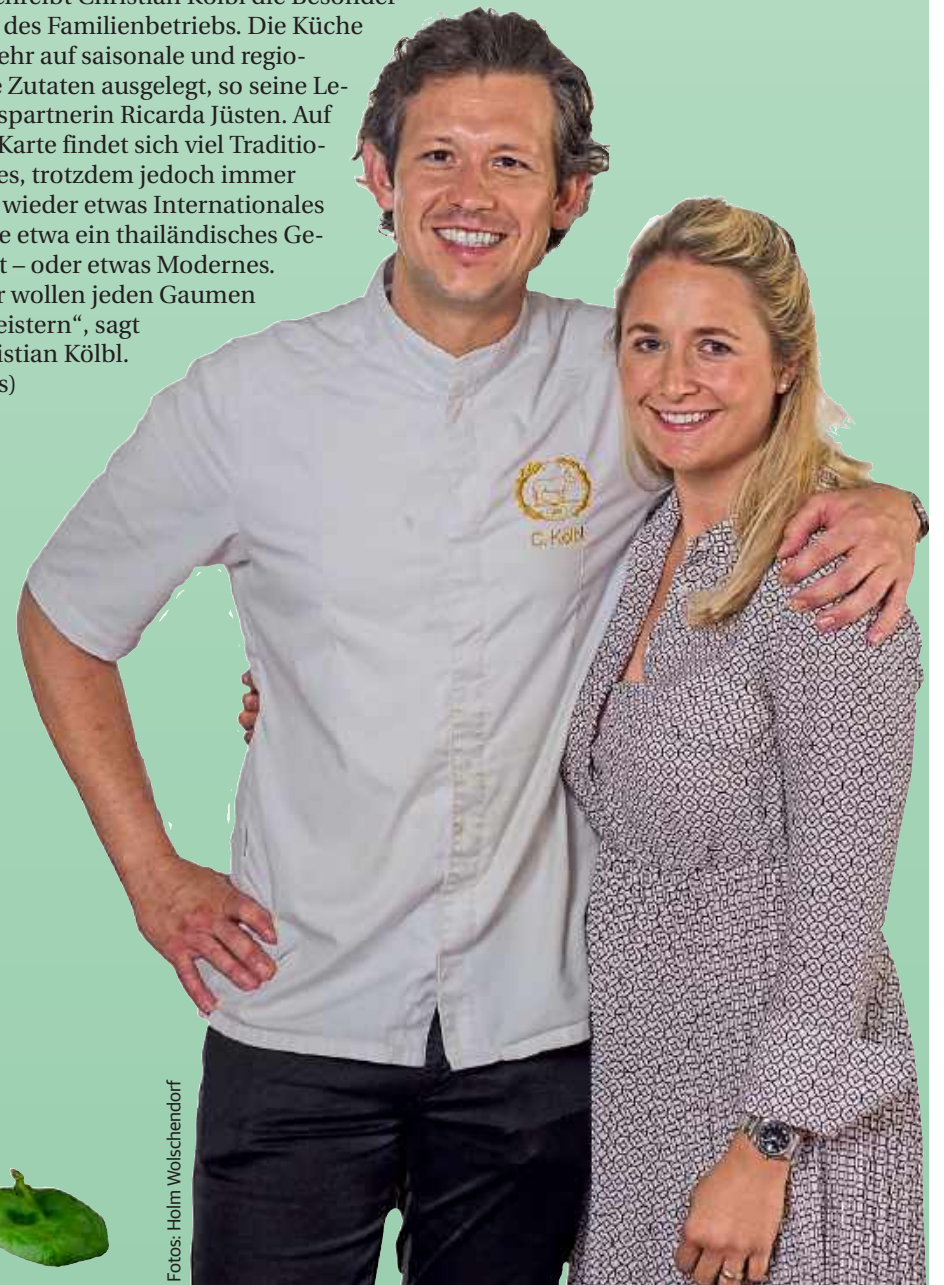 chreibt Christian Kölbl die Besonder
des Familienbetriebs. Die Küche
ehr auf saisonale und regio-
e Zutaten ausgelegt, so seine Le-
spartnerin Ricarda Jüsten. Auf
Karte findet sich viel Traditio-
es, trotzdem jedoch immer
wieder etwas Internationales
e etwa ein thailändisches Ge-
t – oder etwas Modernes.
r wollen jeden Gaumen
eistern“, sagt
istian Kölbl.
s)
C. Kölbl
Fotos: Holm Wolschendorf